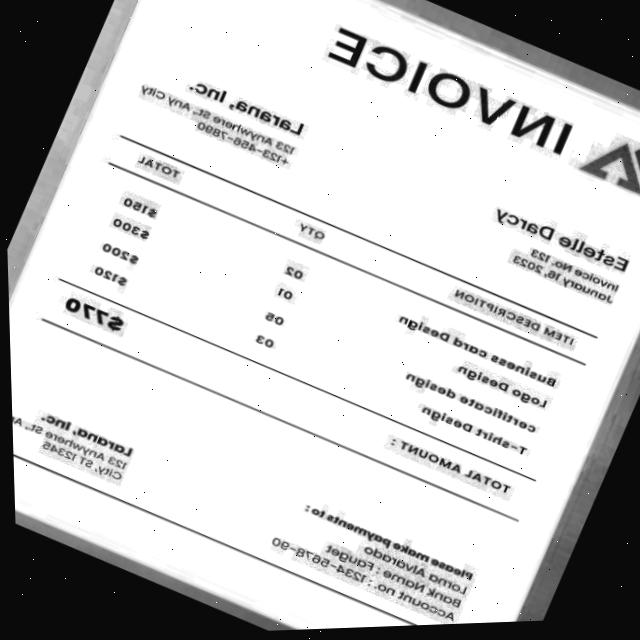 INVOICE
Larana, Inc.
123 Anywhere St., Any City
+123-456-7890
Estelle Darcy
Invoice No. 123
January 16, 2023
ITEM DESCRIPTION QTY TOTAL
Business card Design 02 $150
Logo Design 01 $300
certificate design 05 $200
T-shirt Design 03 $120
TOTAL AMOUNT : $770
Please make payments to :
Lorna Alvarado
Bank Name : Fauget
Account no : 1234-5678-90
Larana, Inc.
123 Anywhere St., A
City, ST 12345